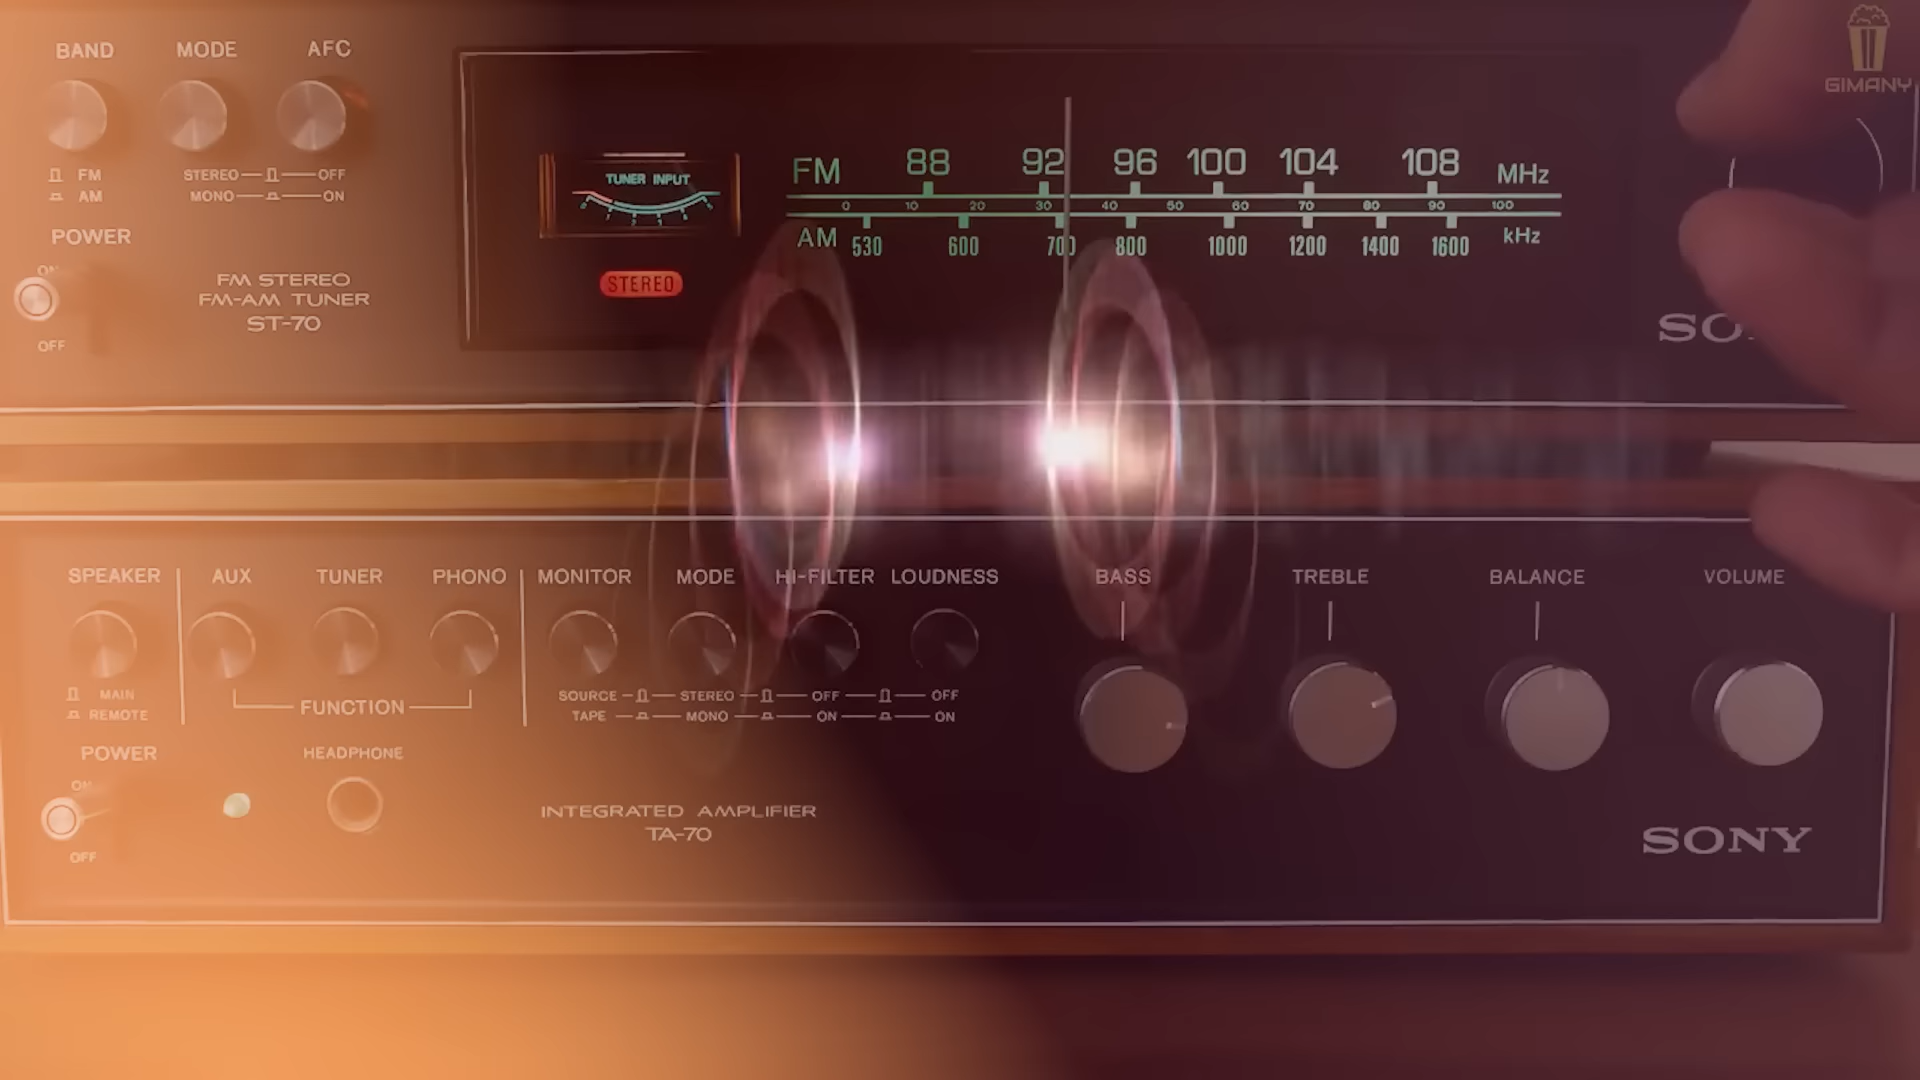 BAND MODE AFC
FM STEREO OFF
AM MONO ON
POWER
ON
OFF
FM STEREO
FM-AM TUNER
ST-70
TUNER INPUT
STEREO
FM 88 92 96 100 104 108 MHz
0 10 20 30 40 50 60 70 80 90 100
AM 530 600 700 800 1000 1200 1400 1600 kHz
GIMANY
SPEAKER AUX TUNER PHONO MONITOR MODE HI-FILTER LOUDNESS BASS TREBLE BALANCE VOLUME
MAIN
REMOTE
FUNCTION
SOURCE STEREO OFF OFF
TAPE MONO ON ON
POWER
ON
OFF
HEADPHONE
INTEGRATED AMPLIFIER
TA-70
SONY